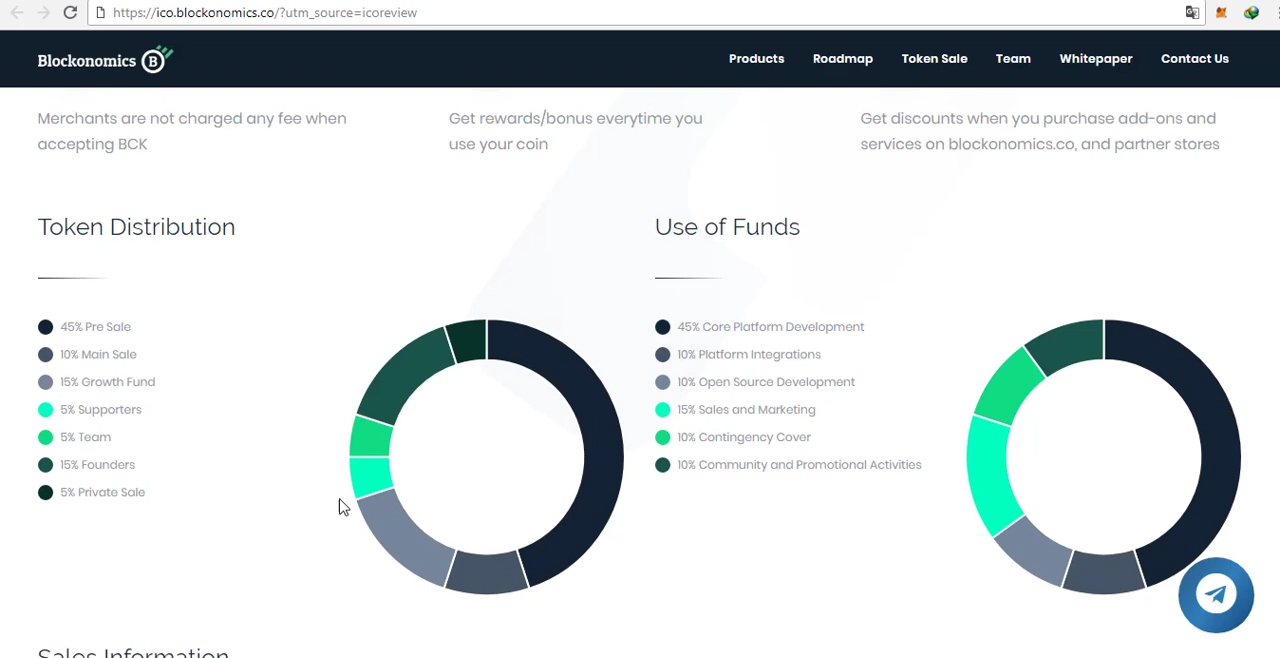 https://ico.blockonomics.co/?utm_source=icoreview
Blockonomics B
Products Roadmap Token Sale Team Whitepaper Contact Us
Merchants are not charged any fee when
accepting BCK
Get rewards/bonus everytime you
use your coin
Get discounts when you purchase add-ons and
services on blockonomics.co, and partner stores
Token Distribution
45% Pre Sale
10% Main Sale
15% Growth Fund
5% Supporters
5% Team
15% Founders
5% Private Sale
Use of Funds
45% Core Platform Development
10% Platform Integrations
10% Open Source Development
15% Sales and Marketing
10% Contingency Cover
10% Community and Promotional Activities
Sales Information